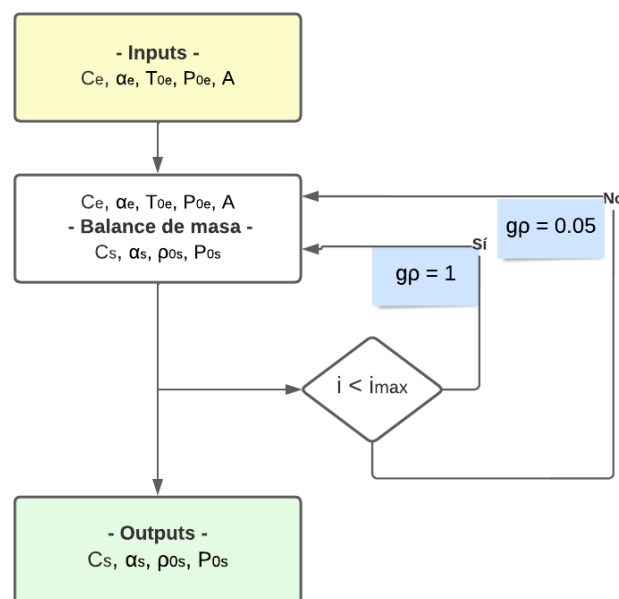 - Inputs -
Ce, αe, T0e, P0e, A
Ce, αe, T0e, P0e, A
- Balance de masa -
Cs, αs, ρ0s, P0s
No
gρ = 0.05
Sí
gρ = 1
i < imax
- Outputs -
Cs, αs, ρ0s, P0s